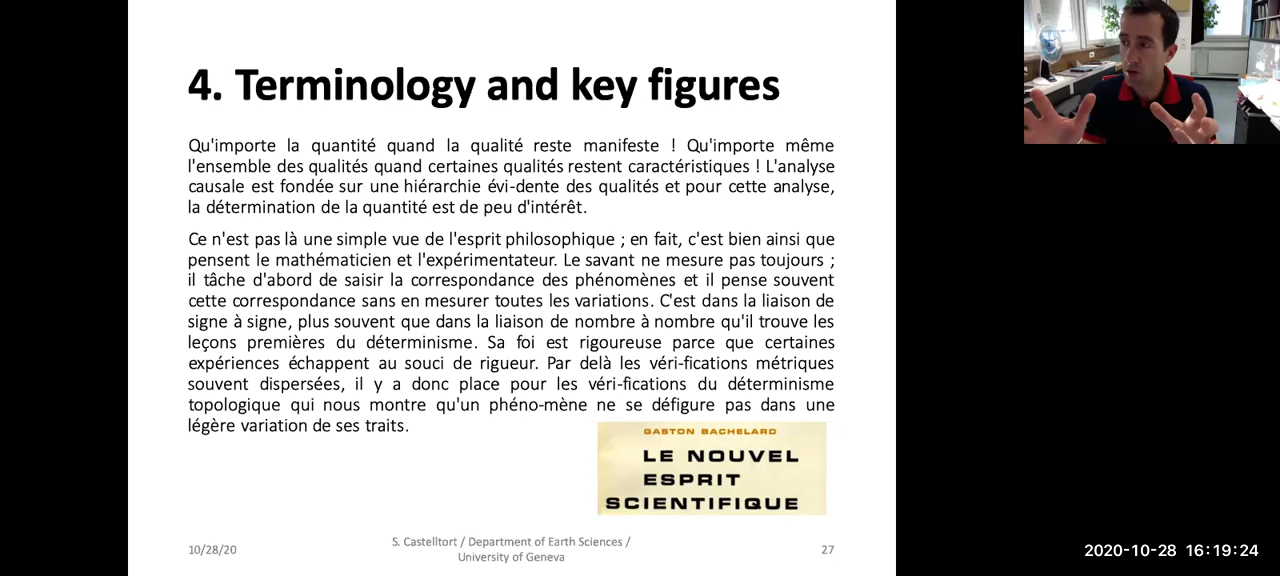 4. Terminology and key figures
Qu'importe la quantité quand la qualité reste manifeste ! Qu'importe même
l'ensemble des qualités quand certaines qualités restent caractéristiques ! L'analyse
causale est fondée sur une hiérarchie évi-dente des qualités et pour cette analyse,
la détermination de la quantité est de peu d'intérêt.
Ce n'est pas là une simple vue de l'esprit philosophique ; en fait, c'est bien ainsi que
pensent le mathématicien et l'expérimentateur. Le savant ne mesure pas toujours ;
il tâche d'abord de saisir la correspondance des phénomènes et il pense souvent
cette correspondance sans en mesurer toutes les variations. C'est dans la liaison de
signe à signe, plus souvent que dans la liaison de nombre à nombre qu'il trouve les
leçons premières du déterminisme. Sa foi est rigoureuse parce que certaines
expériences échappent au souci de rigueur. Par delà les véri-fications métriques
souvent dispersées, il y a donc place pour les véri-fications du déterminisme
topologique qui nous montre qu'un phéno-mène ne se défigure pas dans une
légère variation de ses traits.
GASTON BACHELARD
LE NOUVEL
ESPRIT
SCIENTIFIQUE
10/28/20
S. Castelltort / Department of Earth Sciences /
University of Geneva
27
2020-10-28 16:19:24